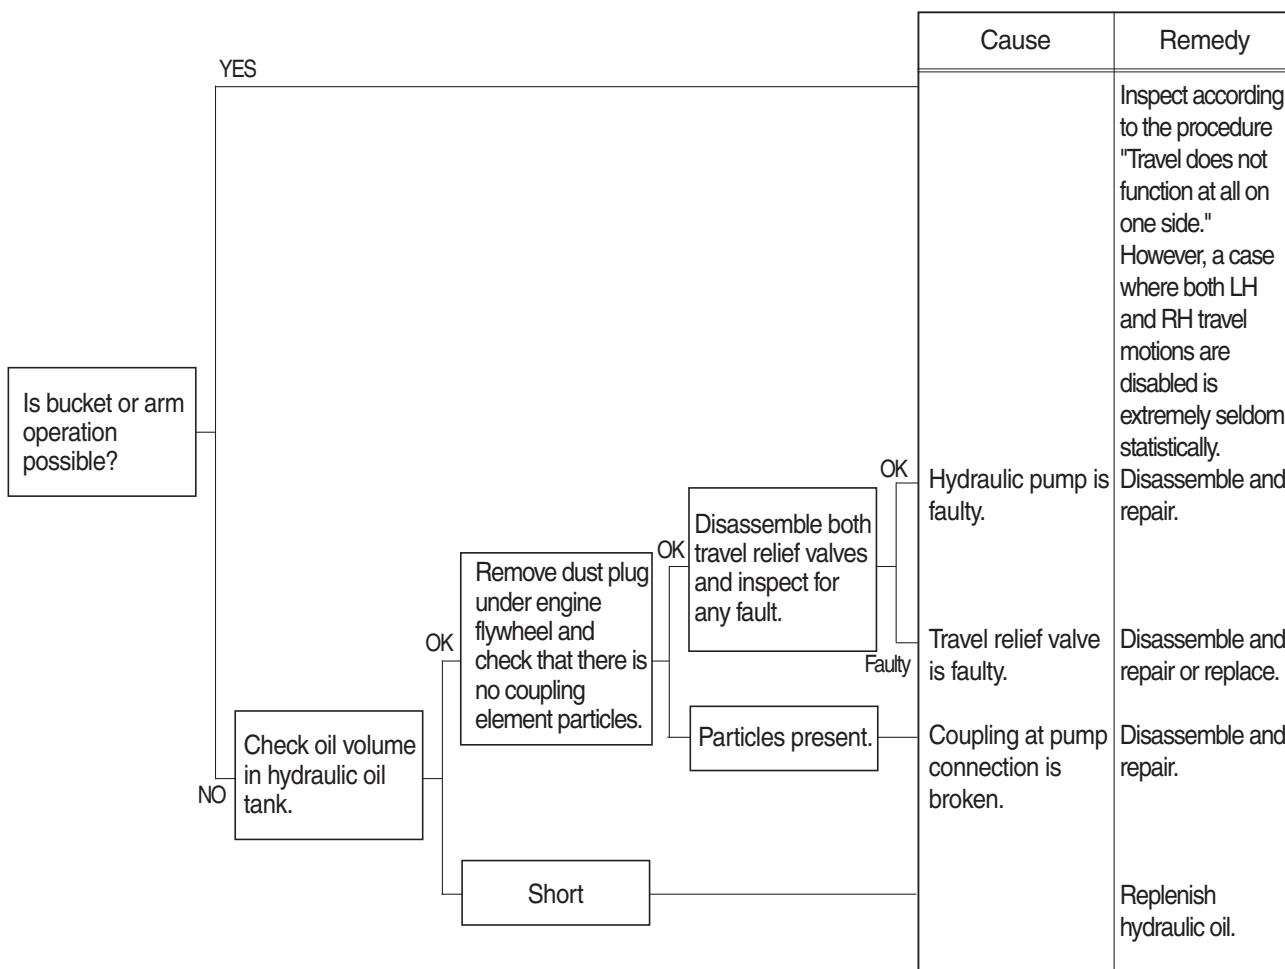 Cause
Remedy
YES
Inspect according
to the procedure
"Travel does not
function at all on
one side."
However, a case
where both LH
and RH travel
motions are
disabled is
extremely seldom
statistically.
Is bucket or arm
operation
possible?
OK
Hydraulic pump is
faulty.
Disassemble and
repair.
Disassemble both
travel relief valves
and inspect for
any fault.
OK
Remove dust plug
under engine
flywheel and
check that there is
no coupling
element particles.
OK
Faulty
Travel relief valve
is faulty.
Disassemble and
repair or replace.
Particles present.
Coupling at pump
connection is
broken.
Disassemble and
repair.
Check oil volume
in hydraulic oil
tank.
NO
Short
Replenish
hydraulic oil.